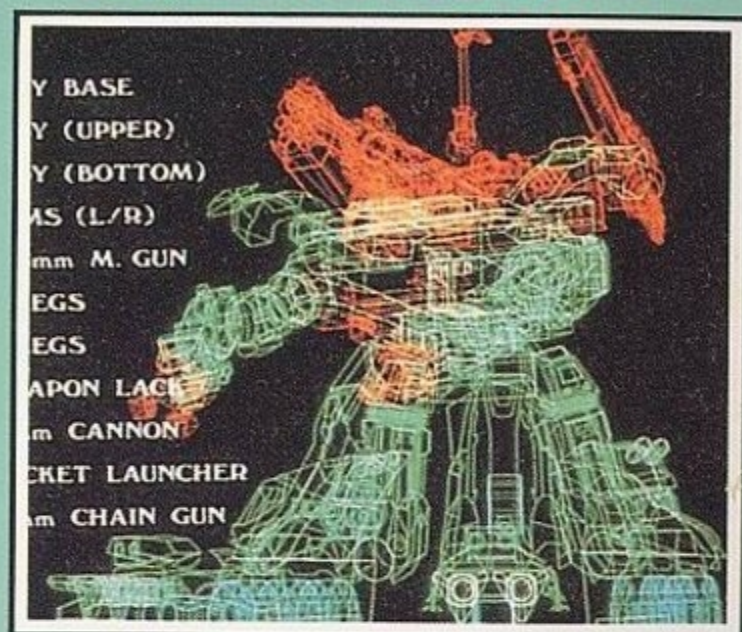 Y BASE
Y (UPPER)
Y (BOTTOM)
MS (L/R)
mm M. GUN
EGS
EGS
APON LACK
m CANNON
CKET LAUNCHER
m CHAIN GUN